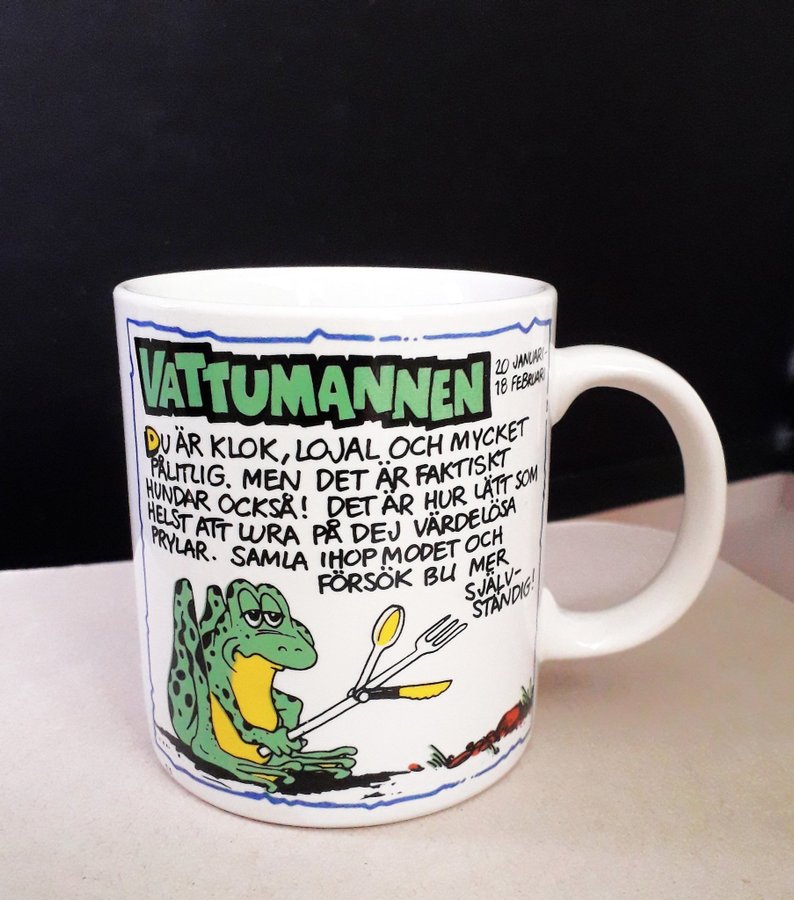 VATTUMANNEN
20 JANUARI-
18 FEBRUARI
DU ÄR KLOK, LOJAL OCH MYCKET
PÅLITLIG. MEN DET ÄR FAKTISKT
HUNDAR OCKSÅ! DET ÄR HUR LÄTT SOM
HELST ATT LURA PÅ DEJ VÄRDELÖSA
PRYLAR. SAMLA IHOP MODET OCH
FÖRSÖK BLI MER
SJÄLV-
STÄNDIG!